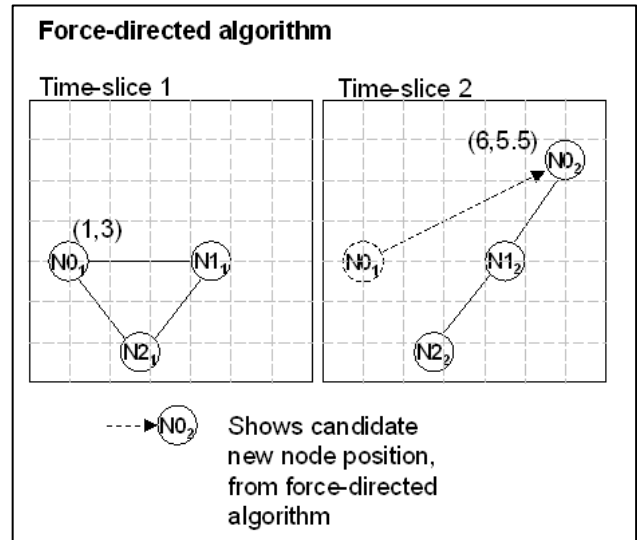 Force-directed algorithm
Time-slice 1
Time-slice 2
(6,5.5)
N0₂
(1,3)
N0₁
N1₁
N0₁
N1₂
N2₁
N2₂
N0₂
Shows candidate
new node position,
from force-directed
algorithm